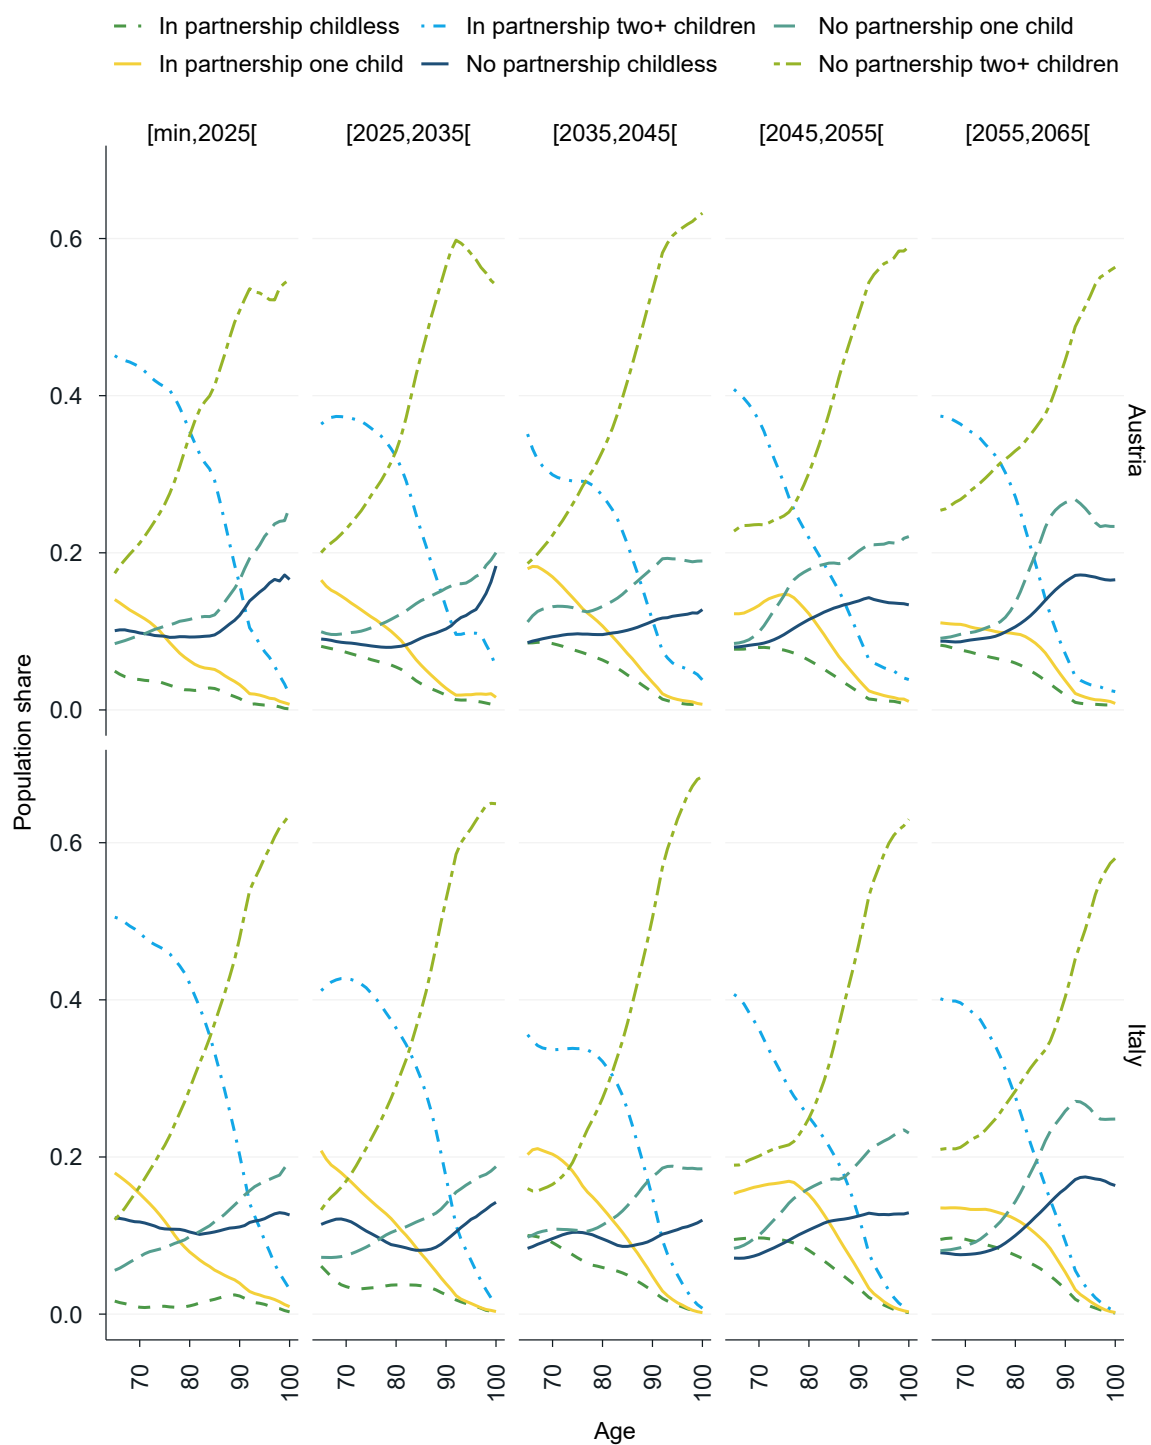 In partnership childless In partnership two+ children No partnership one child
In partnership one child No partnership childless No partnership two+ children
[min,2025[ [2025,2035[ [2035,2045[ [2045,2055[ [2055,2065[
0.6
0.4
0.2
0.0
Austria
Population share
0.6
0.4
0.2
0.0
Italy
70 80 90 100 70 80 90 100 70 80 90 100 70 80 90 100 70 80 90 100
Age